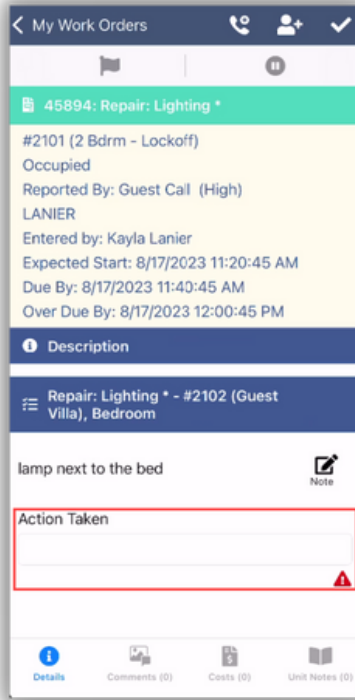 My Work Orders
45894: Repair: Lighting *
#2101 (2 Bdrm - Lockoff)
Occupied
Reported By: Guest Call (High)
LANIER
Entered by: Kayla Lanier
Expected Start: 8/17/2023 11:20:45 AM
Due By: 8/17/2023 11:40:45 AM
Over Due By: 8/17/2023 12:00:45 PM
Description
Repair: Lighting * - #2102 (Guest
Villa), Bedroom
lamp next to the bed
Note
Action Taken
Details
Comments (0)
Costs (0)
Unit Notes (0)